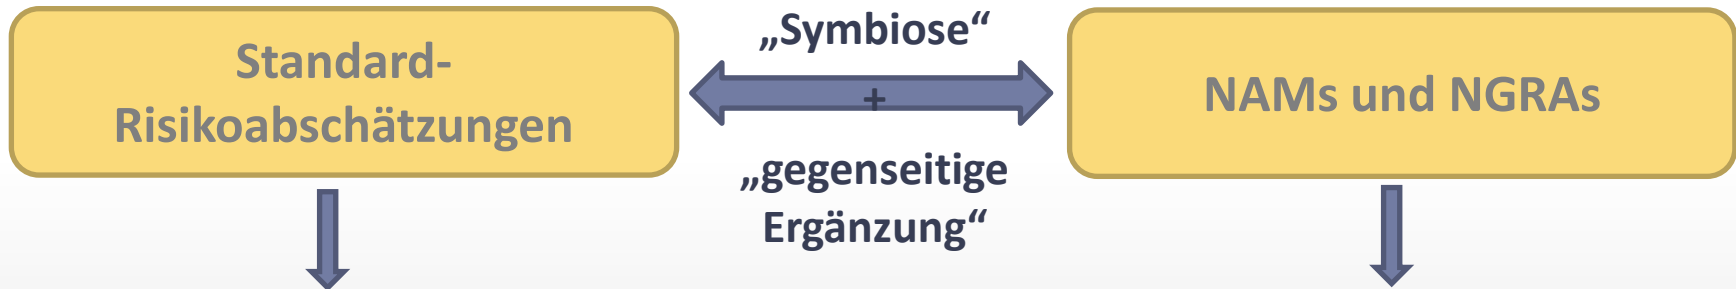 Standard-
Risikoabschätzungen
„Symbiose“
+
„gegenseitige
Ergänzung“
NAMs und NGRAs